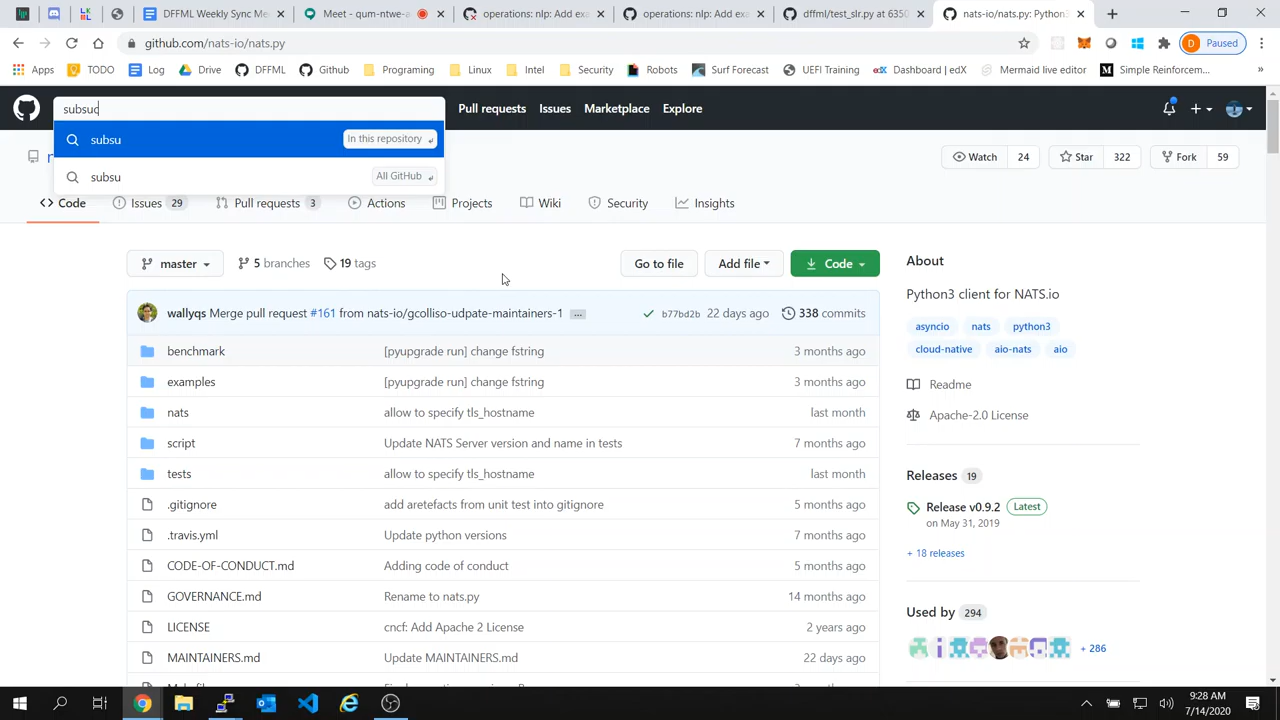 DFFML Weekly Sync Me
Meet - qum-ntwe-a
operations: nlp: Add exa
operations: nlp: Add exa
dffml/test_slr.py at 6350
nats-io/nats.py: Python3
github.com/nats-io/nats.py
Paused
Apps
TODO
Log
Drive
DFFML
Github
Programing
Linux
Intel
Security
Robots
Surf Forecast
UEFI Training
Dashboard | edX
Mermaid live editor
Simple Reinforcem...
subsuc
Pull requests
Issues
Marketplace
Explore
subsu
In this repository
subsu
All GitHub
Watch 24
Star 322
Fork 59
Code
Issues 29
Pull requests 3
Actions
Projects
Wiki
Security
Insights
master
5 branches
19 tags
Go to file
Add file
Code
wallyqs Merge pull request #161 from nats-io/gcolliso-udpate-maintainers-1 ...
b77bd2b 22 days ago
338 commits
benchmark [pyupgrade run] change fstring 3 months ago
examples [pyupgrade run] change fstring 3 months ago
nats allow to specify tls_hostname last month
script Update NATS Server version and name in tests 7 months ago
tests allow to specify tls_hostname last month
.gitignore add aretefacts from unit test into gitignore 5 months ago
.travis.yml Update python versions 7 months ago
CODE-OF-CONDUCT.md Adding code of conduct 5 months ago
GOVERNANCE.md Rename to nats.py 14 months ago
LICENSE cncf: Add Apache 2 License 2 years ago
MAINTAINERS.md Update MAINTAINERS.md 22 days ago
About
Python3 client for NATS.io
asyncio nats python3
cloud-native aio-nats aio
Readme
Apache-2.0 License
Releases 19
Release v0.9.2 Latest
on May 31, 2019
+ 18 releases
Used by 294
+ 286
9:28 AM
7/14/2020